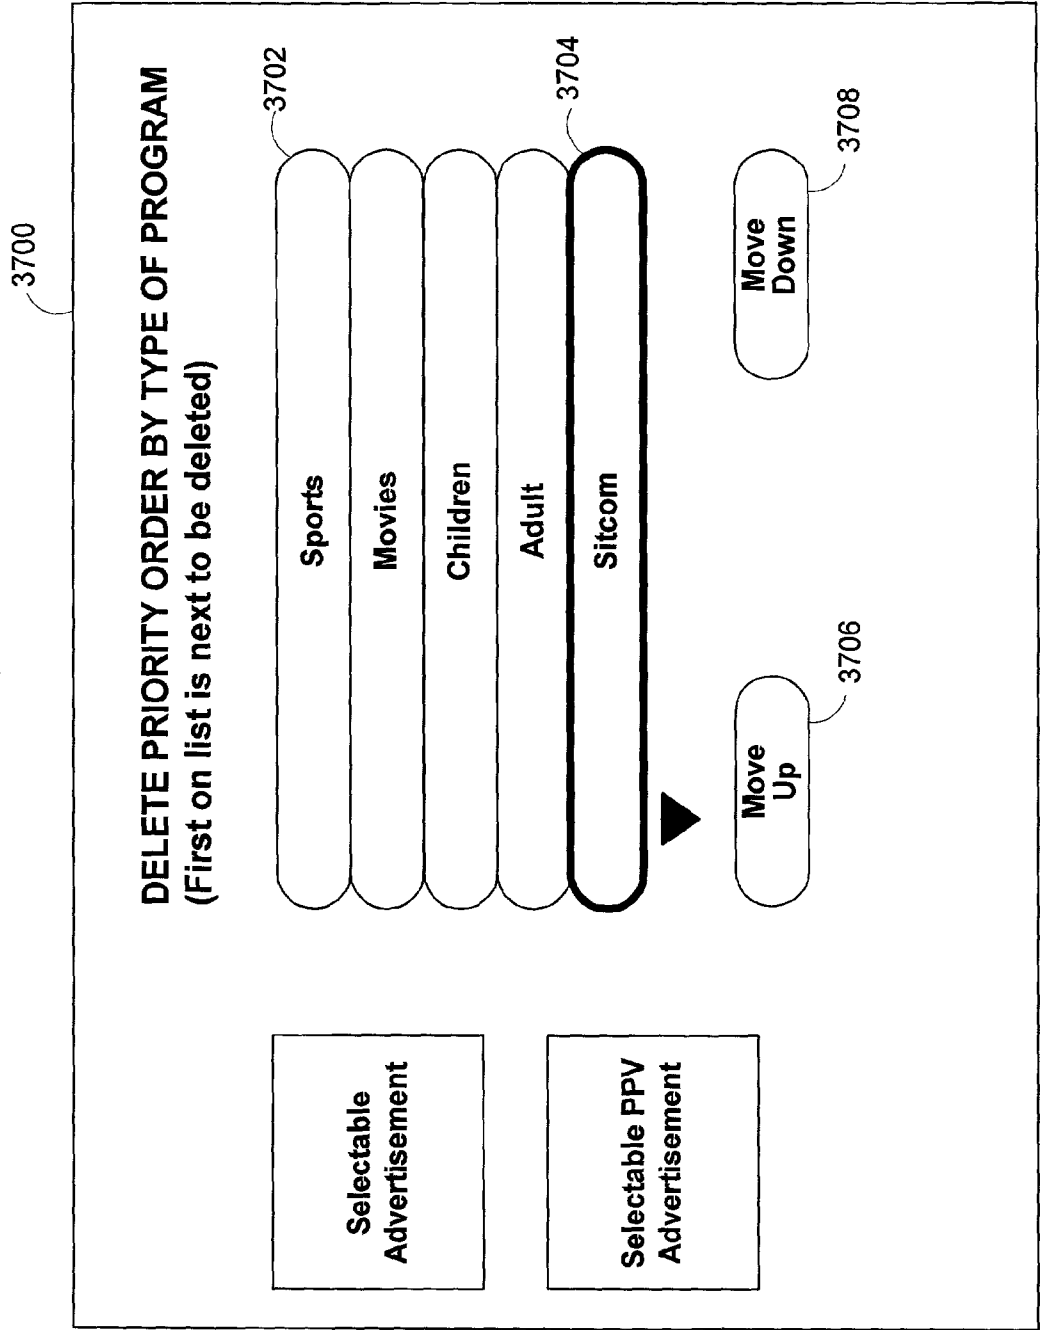 3700
DELETE PRIORITY ORDER BY TYPE OF PROGRAM
(First on list is next to be deleted)
Selectable
Advertisement
Selectable PPV
Advertisement
3702
Sports
Movies
Children
Adult
3704
Sitcom
Move
Up
3706
Move
Down
3708